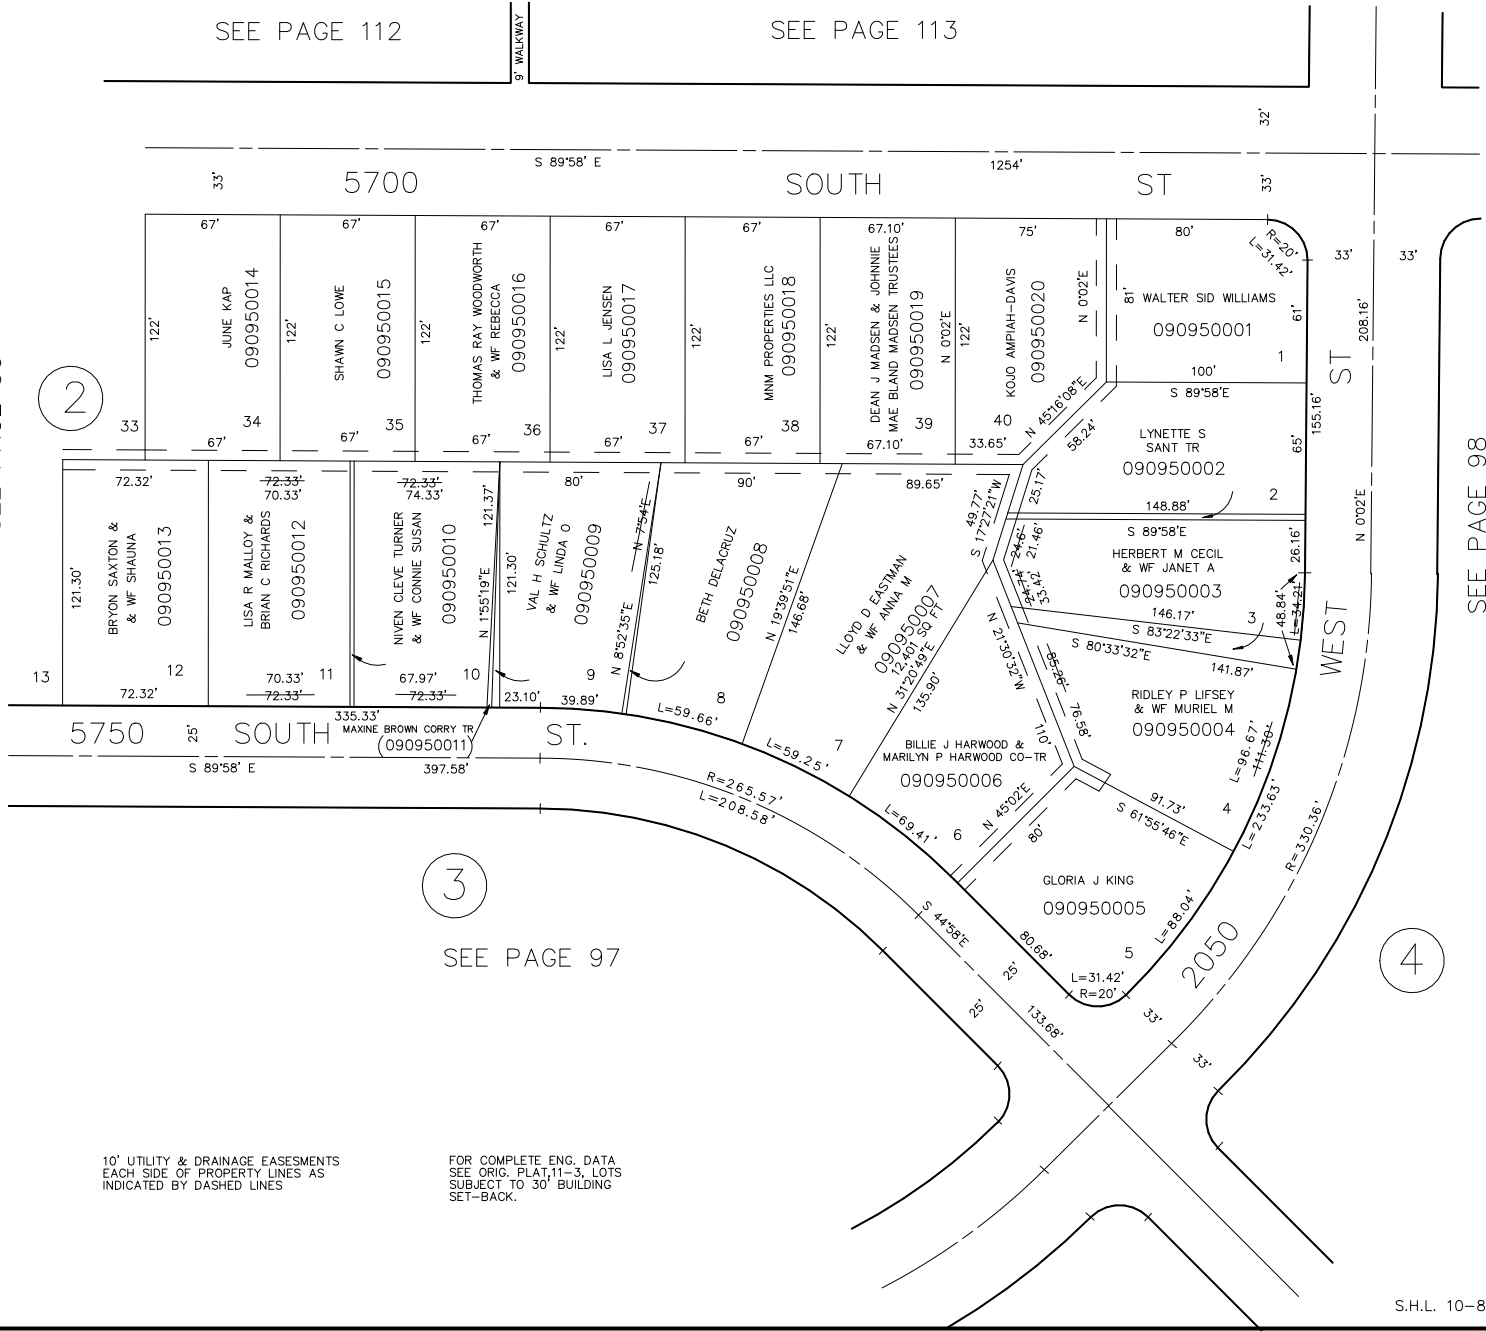 SEE PAGE 112
9' WALKWAY
SEE PAGE 113
32'
S 89°58' E
1254'
33'
5700
SOUTH
ST
33'
67'
67'
67'
67'
67'
67.10'
75'
80'
R=20'
L=31.42'
33'
33'
122'
JUNE KAP
090950014
122'
SHAWN C LOWE
090950015
122'
THOMAS RAY WOODWORTH
& WF REBECCA
090950016
122'
LISA L JENSEN
090950017
122'
MNM PROPERTIES LLC
090950018
122'
DEAN J MADSEN & JOHNNIE
MAE BLAND MADSEN TRUSTEES
090950019
N 0°02'E
122'
KOJO AMPIAH-DAVIS
090950020
N 0°02'E
81'
WALTER SID WILLIAMS
090950001
61'
1
208.16'
ST
100'
S 89°58'E
2
33
34
35
36
37
38
39
40
67'
67'
67'
67'
67'
67.10'
33.65'
N 45°16'08"E
58.24'
LYNETTE S
SANT TR
090950002
65'
155.16'
2
148.88'
S 89°58'E
25.17'
SEE PAGE 98
N 0°02'E
72.32'
72.33'
70.33'
72.33'
74.33'
121.37'
80'
90'
89.65'
49.77'
S 17°27'21"W
24.6'
21.46'
HERBERT M CECIL
& WF JANET A
090950003
26.16'
121.30'
BRYON SAXTON &
& WF SHAUNA
090950013
LISA R MALLOY &
BRIAN C RICHARDS
090950012
NIVEN CLEVE TURNER
& WF CONNIE SUSAN
090950010
N 1°55'19"E
121.30'
VAL H SCHULTZ
& WF LINDA O
090950009
N 7°54'E
125.18'
N 8°52'35"E
BETH DELACRUZ
090950008
N 19°39'51"E
146.68'
LLOYD D EASTMAN
& WF ANNA M
090950007
12,401 SQ FT
N 31°20'49"E
135.90'
24.74'
33.42'
146.17'
S 83°22'33"E
3
48.84'
L=34.21'
N 21°30'32"W
85.26'
76.58'
110'
S 80°33'32"E
141.87'
WEST
13
12
11
10
9
8
7
72.32'
70.33'
72.33'
67.97'
72.33'
23.10'
39.89'
L=59.66'
L=59.25'
RIDLEY P LIFSEY
& WF MURIEL M
090950004
L=96.67'
111.30'
5750
25'
SOUTH
335.33'
MAXINE BROWN CORRY TR
(090950011)
ST.
S 89°58' E
397.58'
BILLIE J HARWOOD &
MARILYN P HARWOOD CO-TR
090950006
R=265.57'
L=208.58'
L=69.41'
6
N 45°02'E
80'
91.73'
S 61°55'46"E
4
L=233.63'
R=330.36'
3
SEE PAGE 97
GLORIA J KING
090950005
L=88.04'
5
S 44°58'E
80.68'
L=31.42'
R=20'
2050
4
25'
25'
133.68'
33'
33'
10' UTILITY & DRAINAGE EASESMENTS
EACH SIDE OF PROPERTY LINES AS
INDICATED BY DASHED LINES
FOR COMPLETE ENG. DATA
SEE ORIG. PLAT,11-3, LOTS
SUBJECT TO 30' BUILDING
SET-BACK.
S.H.L. 10-8